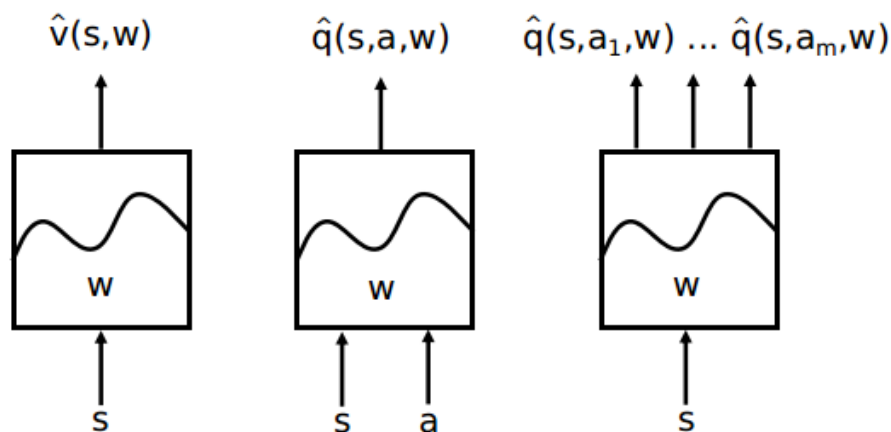 v̂(s,w) q̂(s,a,w) q̂(s,a₁,w) ... q̂(s,aₘ,w)
w w w
s s a s